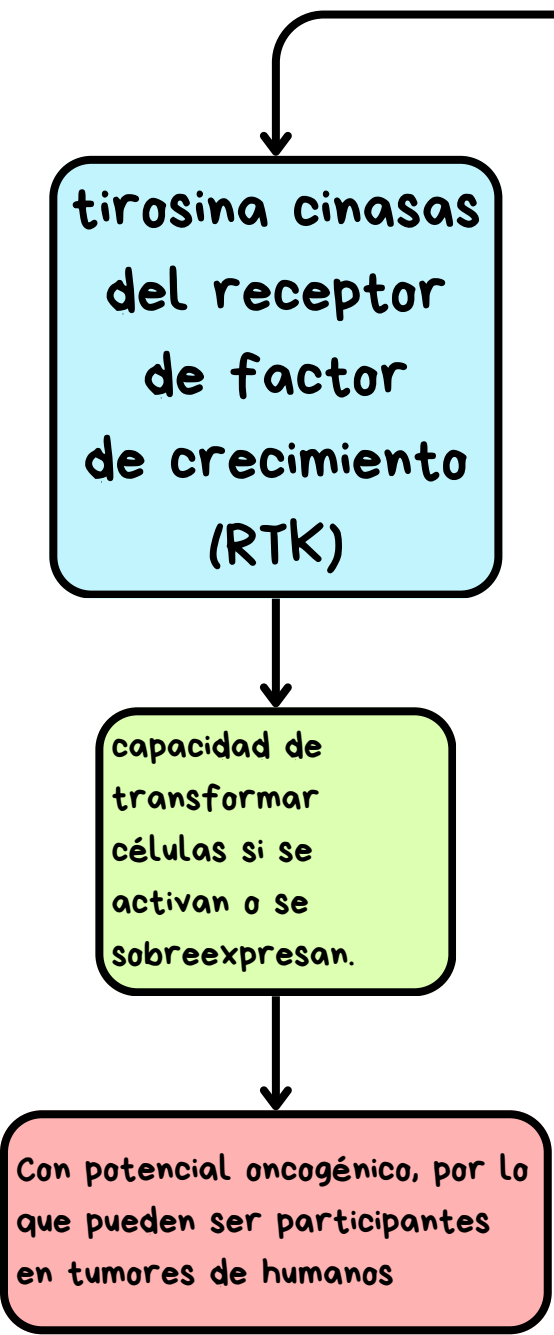 tirosina cinasas
del receptor
de factor
de crecimiento
(RTK)
capacidad de
transformar
células si se
activan o se
sobreexpresan.
Con potencial oncogénico, por lo
que pueden ser participantes
en tumores de humanos